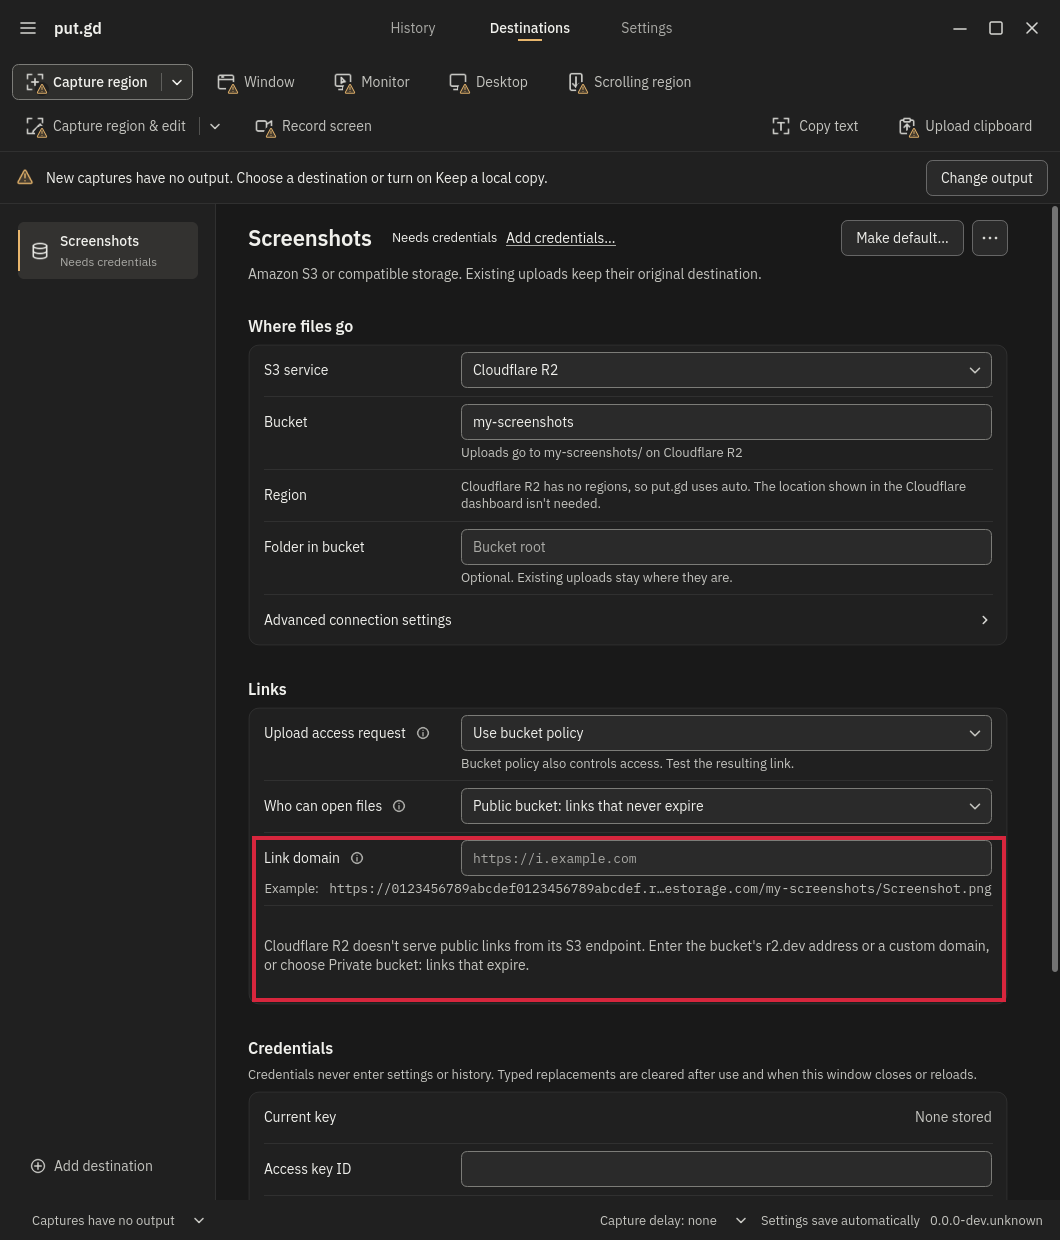 put.gd
History
Destinations
Settings
Capture region
Window
Monitor
Desktop
Scrolling region
Capture region & edit
Record screen
Copy text
Upload clipboard
New captures have no output. Choose a destination or turn on Keep a local copy.
Change output
Screenshots
Needs credentials
Screenshots
Needs credentials
Add credentials...
Make default...
Amazon S3 or compatible storage. Existing uploads keep their original destination.
Where files go
S3 service
Cloudflare R2
Bucket
my-screenshots
Uploads go to my-screenshots/ on Cloudflare R2
Region
Cloudflare R2 has no regions, so put.gd uses auto. The location shown in the Cloudflare
dashboard isn't needed.
Folder in bucket
Bucket root
Optional. Existing uploads stay where they are.
Advanced connection settings
Links
Upload access request
Use bucket policy
Bucket policy also controls access. Test the resulting link.
Who can open files
Public bucket: links that never expire
Link domain
https://i.example.com
Example: https://0123456789abcdef0123456789abcdef.r…estorage.com/my-screenshots/Screenshot.png
Cloudflare R2 doesn't serve public links from its S3 endpoint. Enter the bucket's r2.dev address or a custom domain,
or choose Private bucket: links that expire.
Credentials
Credentials never enter settings or history. Typed replacements are cleared after use and when this window closes or reloads.
Current key
None stored
Access key ID
Add destination
Captures have no output
Capture delay: none
Settings save automatically
0.0.0-dev.unknown